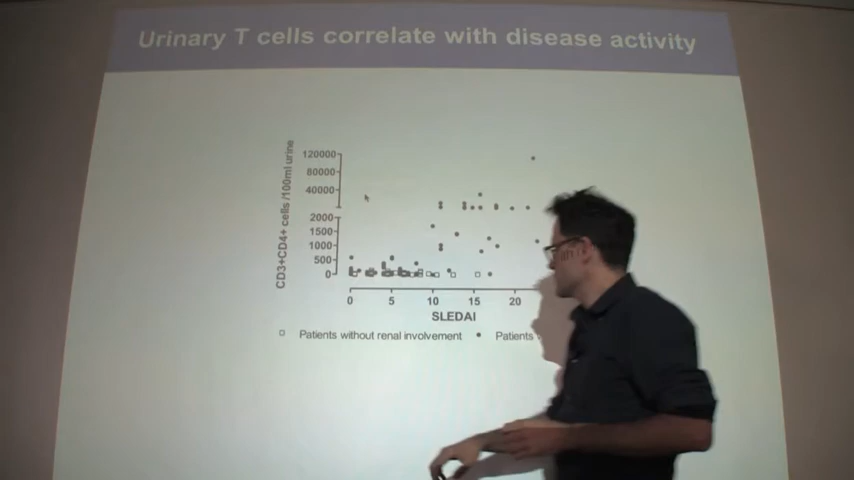 Urinary T cells correlate with disease activity
CD3+CD4+ cells /100ml urine
120000
80000
40000
2000
1500
1000
500
0
0 5 10 15 20
SLEDAI
Patients without renal involvement Patients